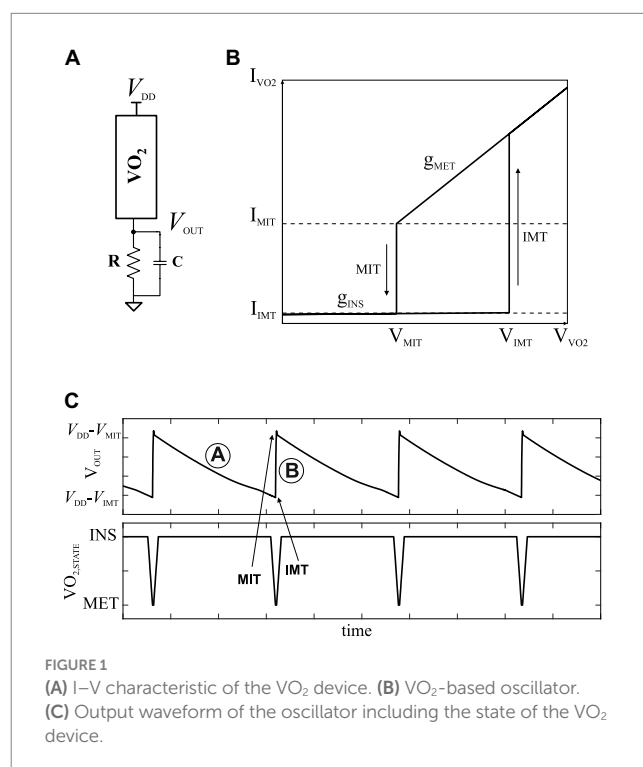 A
V_DD
VO₂
V_OUT
R
C
B
I_VO2
g_MET
I_MIT
MIT
IMT
g_INS
I_IMT
V_MIT
V_IMT
V_VO2
C
V_DD-V_MIT
V_OUT
V_DD-V_IMT
A
B
MIT
IMT
INS
VO_2,STATE
MET
time
FIGURE 1
(A) I–V characteristic of the VO₂ device. (B) VO₂-based oscillator.
(C) Output waveform of the oscillator including the state of the VO₂
device.